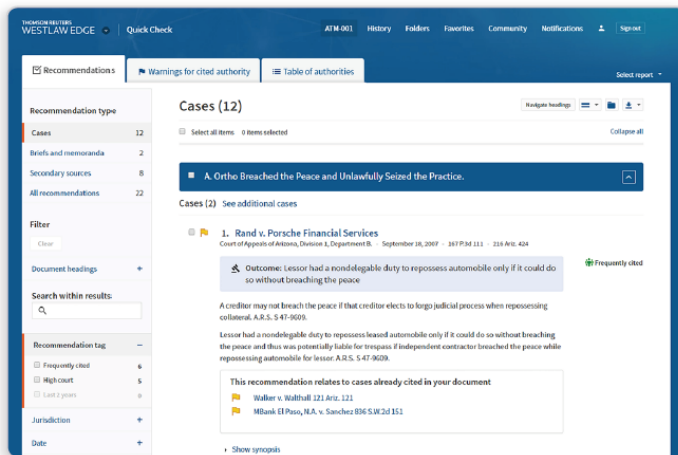 THOMSON REUTERS
WESTLAW EDGE Quick Check
ATM-001 History Folders Favorites Community Notifications Sign out
Recommendations
Warnings for cited authority
Table of authorities
Select report
Recommendation type
Cases 12
Briefs and memoranda 2
Secondary sources 8
All recommendations 22
Filter
Clear
Document headings +
Search within results:
Recommendation tag –
Frequently cited 6
High court 5
Last 2 years 0
Jurisdiction +
Date +
Cases (12)
Navigate headings
Select all items 0 items selected
Collapse all
A. Ortho Breached the Peace and Unlawfully Seized the Practice.
Cases (2) See additional cases
1. Rand v. Porsche Financial Services
Court of Appeals of Arizona, Division 1, Department B. · September 18, 2007 · 167 P.3d 111 · 216 Ariz. 424
Outcome: Lessor had a nondelegable duty to repossess automobile only if it could do
so without breaching the peace
Frequently cited
A creditor may not breach the peace if that creditor elects to forgo judicial process when repossessing
collateral. A.R.S. § 47-9609.
Lessor had a nondelegable duty to repossess leased automobile only if it could do so without breaching
the peace and thus was potentially liable for trespass if independent contractor breached the peace while
repossessing automobile for lessor. A.R.S. § 47-9609.
This recommendation relates to cases already cited in your document
Walker v. Walthall 121 Ariz. 121
MBank El Paso, N.A. v. Sanchez 836 S.W.2d 151
Show synopsis